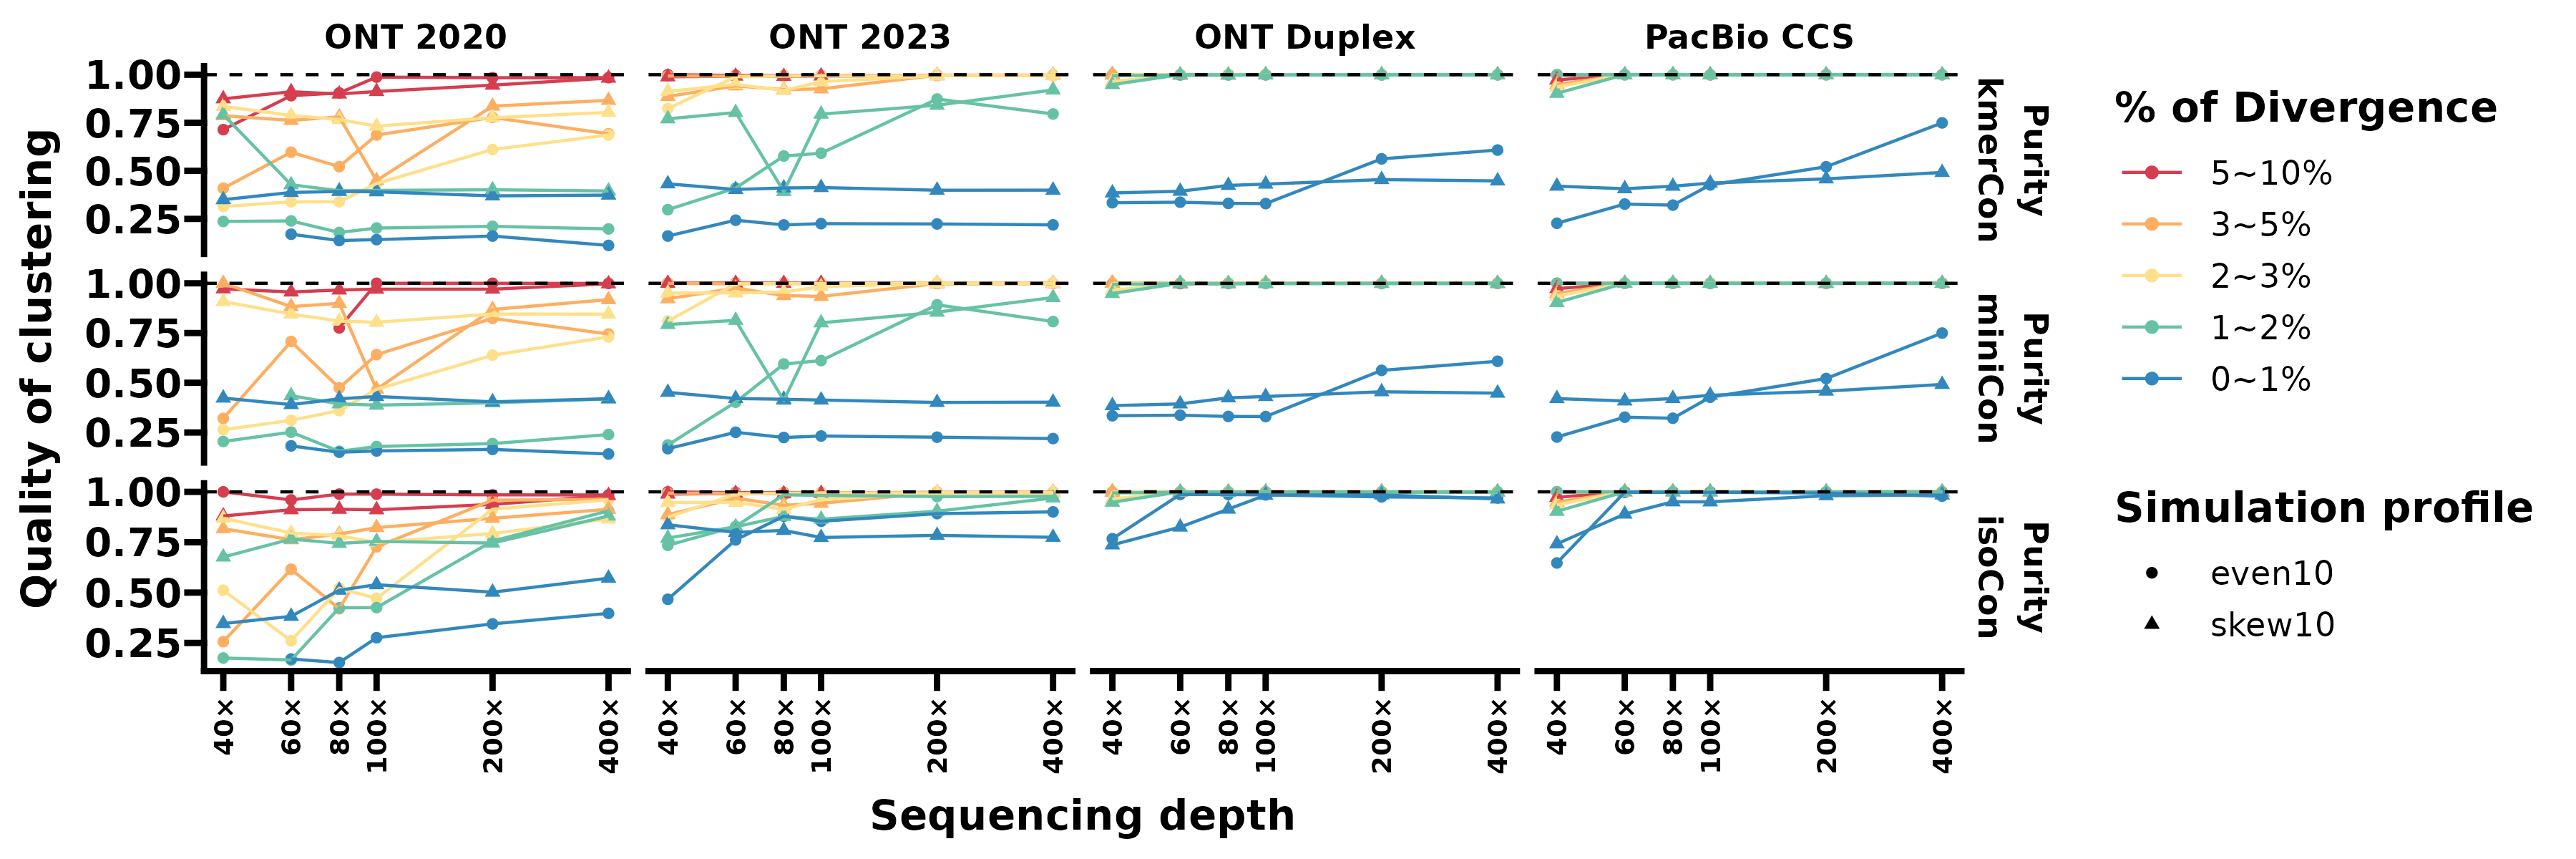 ONT 2020
ONT 2023
ONT Duplex
PacBio CCS
Quality of clustering
1.00
0.75
0.50
0.25
Purity
kmerCon
1.00
0.75
0.50
0.25
Purity
miniCon
1.00
0.75
0.50
0.25
Purity
isoCon
40× 60× 80× 100× 200× 400×
40× 60× 80× 100× 200× 400×
40× 60× 80× 100× 200× 400×
40× 60× 80× 100× 200× 400×
Sequencing depth
% of Divergence
5~10%
3~5%
2~3%
1~2%
0~1%
Simulation profile
even10
skew10